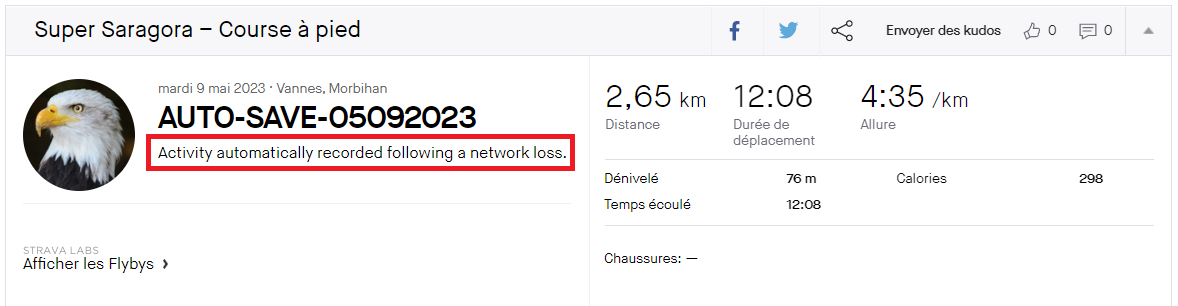 Super Saragora – Course à pied
Envoyer des kudos 0 0
mardi 9 mai 2023 · Vannes, Morbihan
AUTO-SAVE-05092023
Activity automatically recorded following a network loss.
STRAVA LABS
Afficher les Flybys ›
2,65 km 12:08 4:35 /km
Distance Durée de Allure
déplacement
Dénivelé 76 m Calories 298
Temps écoulé 12:08
Chaussures: —